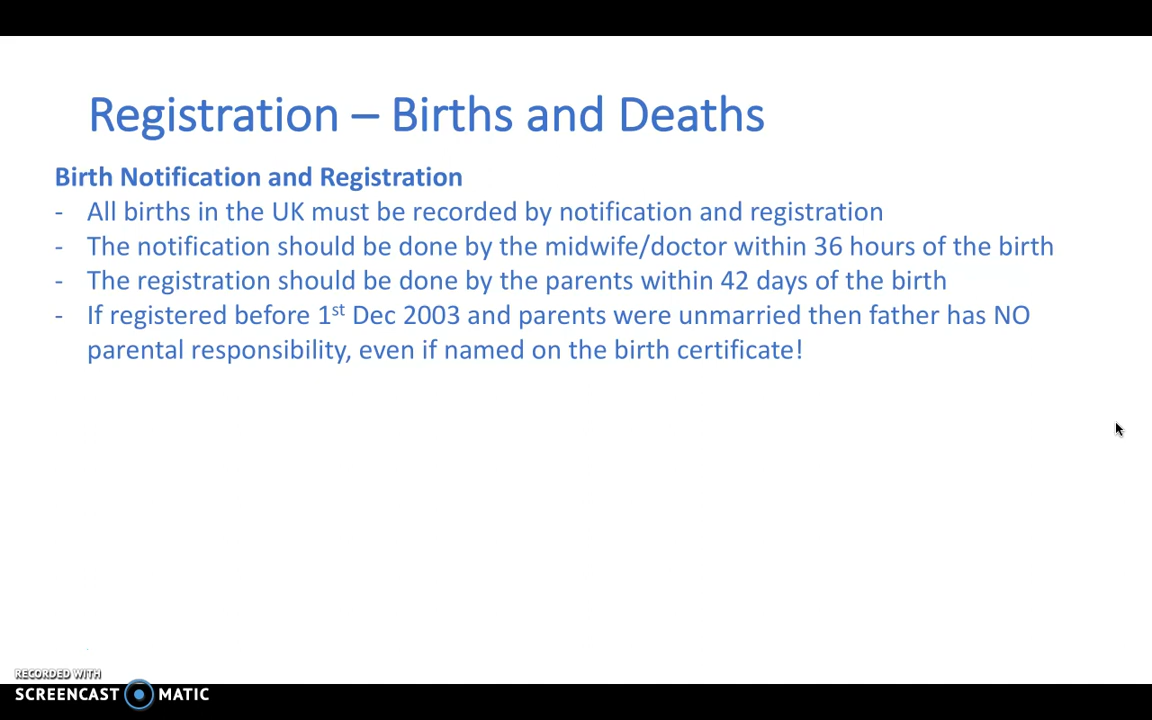 Registration – Births and Deaths
Birth Notification and Registration
- All births in the UK must be recorded by notification and registration
- The notification should be done by the midwife/doctor within 36 hours of the birth
- The registration should be done by the parents within 42 days of the birth
- If registered before 1st Dec 2003 and parents were unmarried then father has NO
parental responsibility, even if named on the birth certificate!
RECORDED WITH
SCREENCAST MATIC